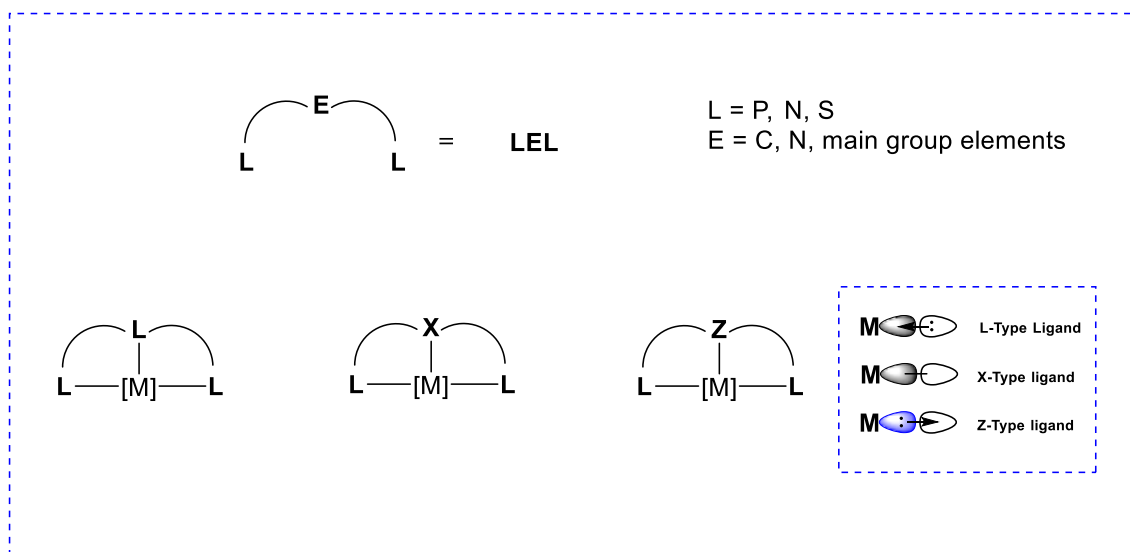 E
L = P, N, S
E = C, N, main group elements
L L = LEL
L X Z
L [M] L L [M] L L [M] L
M L-Type Ligand
M X-Type ligand
M Z-Type ligand